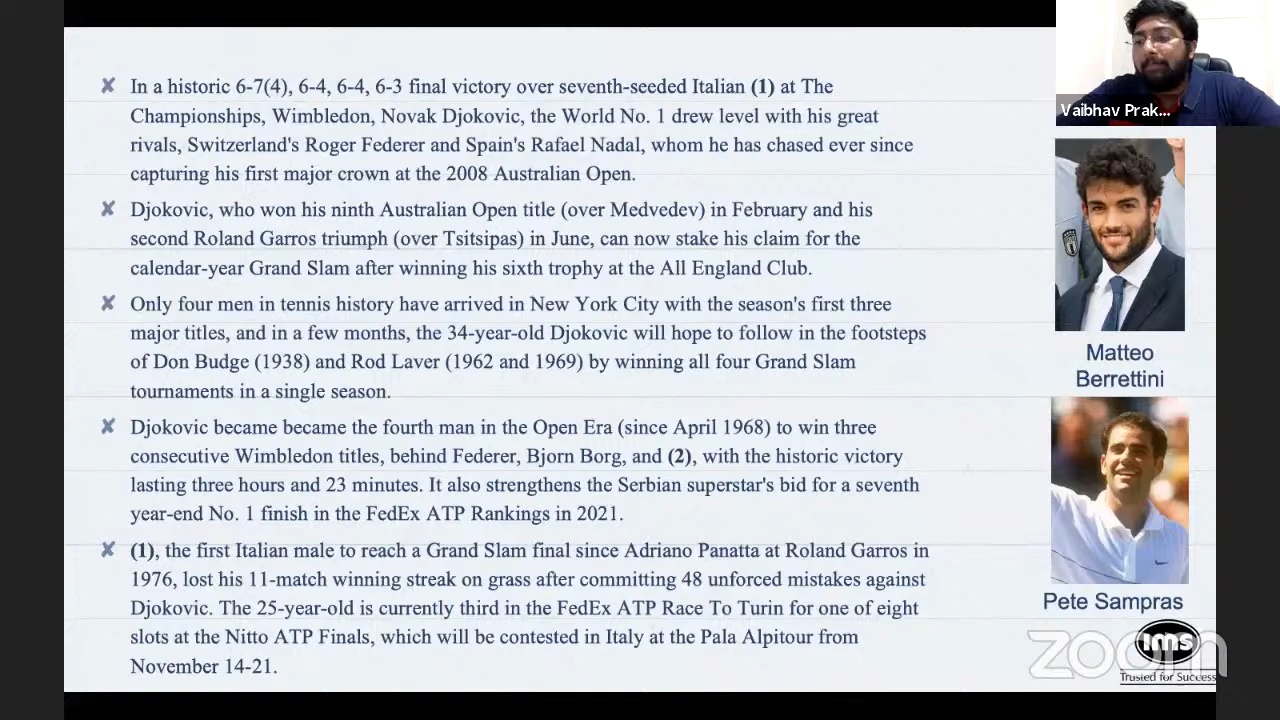 ✘ In a historic 6-7(4), 6-4, 6-4, 6-3 final victory over seventh-seeded Italian (1) at The
Championships, Wimbledon, Novak Djokovic, the World No. 1 drew level with his great
rivals, Switzerland's Roger Federer and Spain's Rafael Nadal, whom he has chased ever since
capturing his first major crown at the 2008 Australian Open.
✘ Djokovic, who won his ninth Australian Open title (over Medvedev) in February and his
second Roland Garros triumph (over Tsitsipas) in June, can now stake his claim for the
calendar-year Grand Slam after winning his sixth trophy at the All England Club.
✘ Only four men in tennis history have arrived in New York City with the season's first three
major titles, and in a few months, the 34-year-old Djokovic will hope to follow in the footsteps
of Don Budge (1938) and Rod Laver (1962 and 1969) by winning all four Grand Slam
tournaments in a single season.
✘ Djokovic became became the fourth man in the Open Era (since April 1968) to win three
consecutive Wimbledon titles, behind Federer, Bjorn Borg, and (2), with the historic victory
lasting three hours and 23 minutes. It also strengthens the Serbian superstar's bid for a seventh
year-end No. 1 finish in the FedEx ATP Rankings in 2021.
✘ (1), the first Italian male to reach a Grand Slam final since Adriano Panatta at Roland Garros in
1976, lost his 11-match winning streak on grass after committing 48 unforced mistakes against
Djokovic. The 25-year-old is currently third in the FedEx ATP Race To Turin for one of eight
slots at the Nitto ATP Finals, which will be contested in Italy at the Pala Alpitour from
November 14-21.
Vaibhav Prak...
Matteo
Berrettini
Pete Sampras
ims
zoom
Trusted for Success